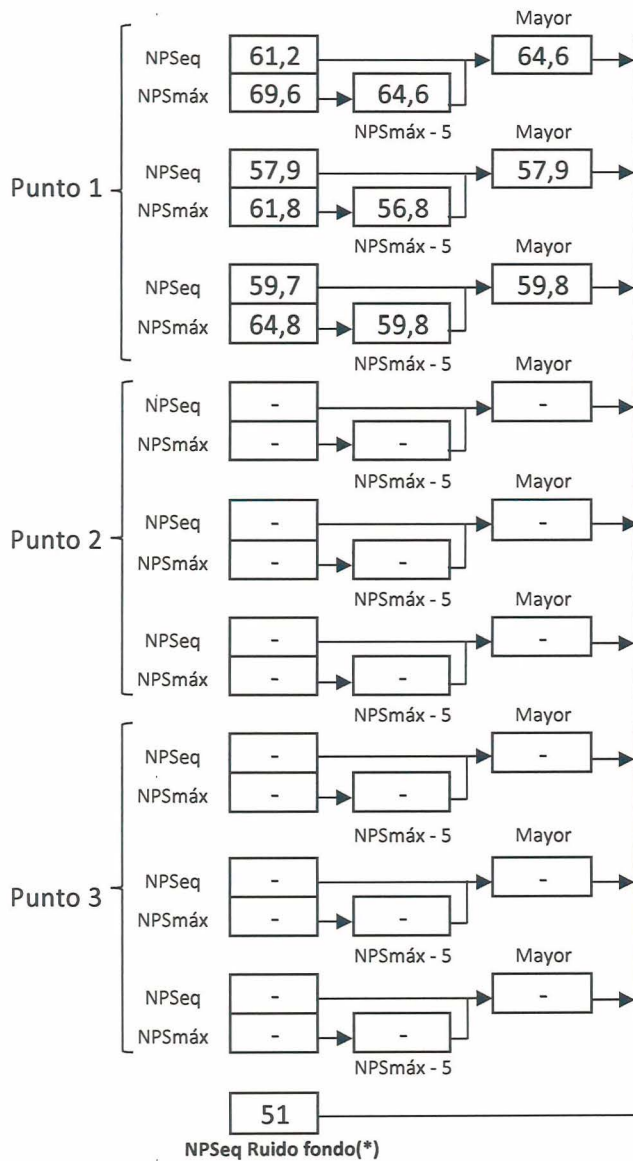 Mayor
NPSeq 61,2 64,6
NPSmáx 69,6 64,6
NPSmáx - 5
Mayor
NPSeq 57,9 57,9
Punto 1
NPSmáx 61,8 56,8
NPSmáx - 5
Mayor
NPSeq 59,7 59,8
NPSmáx 64,8 59,8
NPSmáx - 5
Mayor
NPSeq - -
NPSmáx - -
NPSmáx - 5
Mayor
NPSeq - -
Punto 2
NPSmáx - -
NPSmáx - 5
Mayor
NPSeq - -
NPSmáx - -
NPSmáx - 5
Mayor
NPSeq - -
NPSmáx - -
NPSmáx - 5
Mayor
NPSeq - -
Punto 3
NPSmáx - -
NPSmáx - 5
Mayor
NPSeq - -
NPSmáx - -
NPSmáx - 5
51
NPSeq Ruido fondo(*)